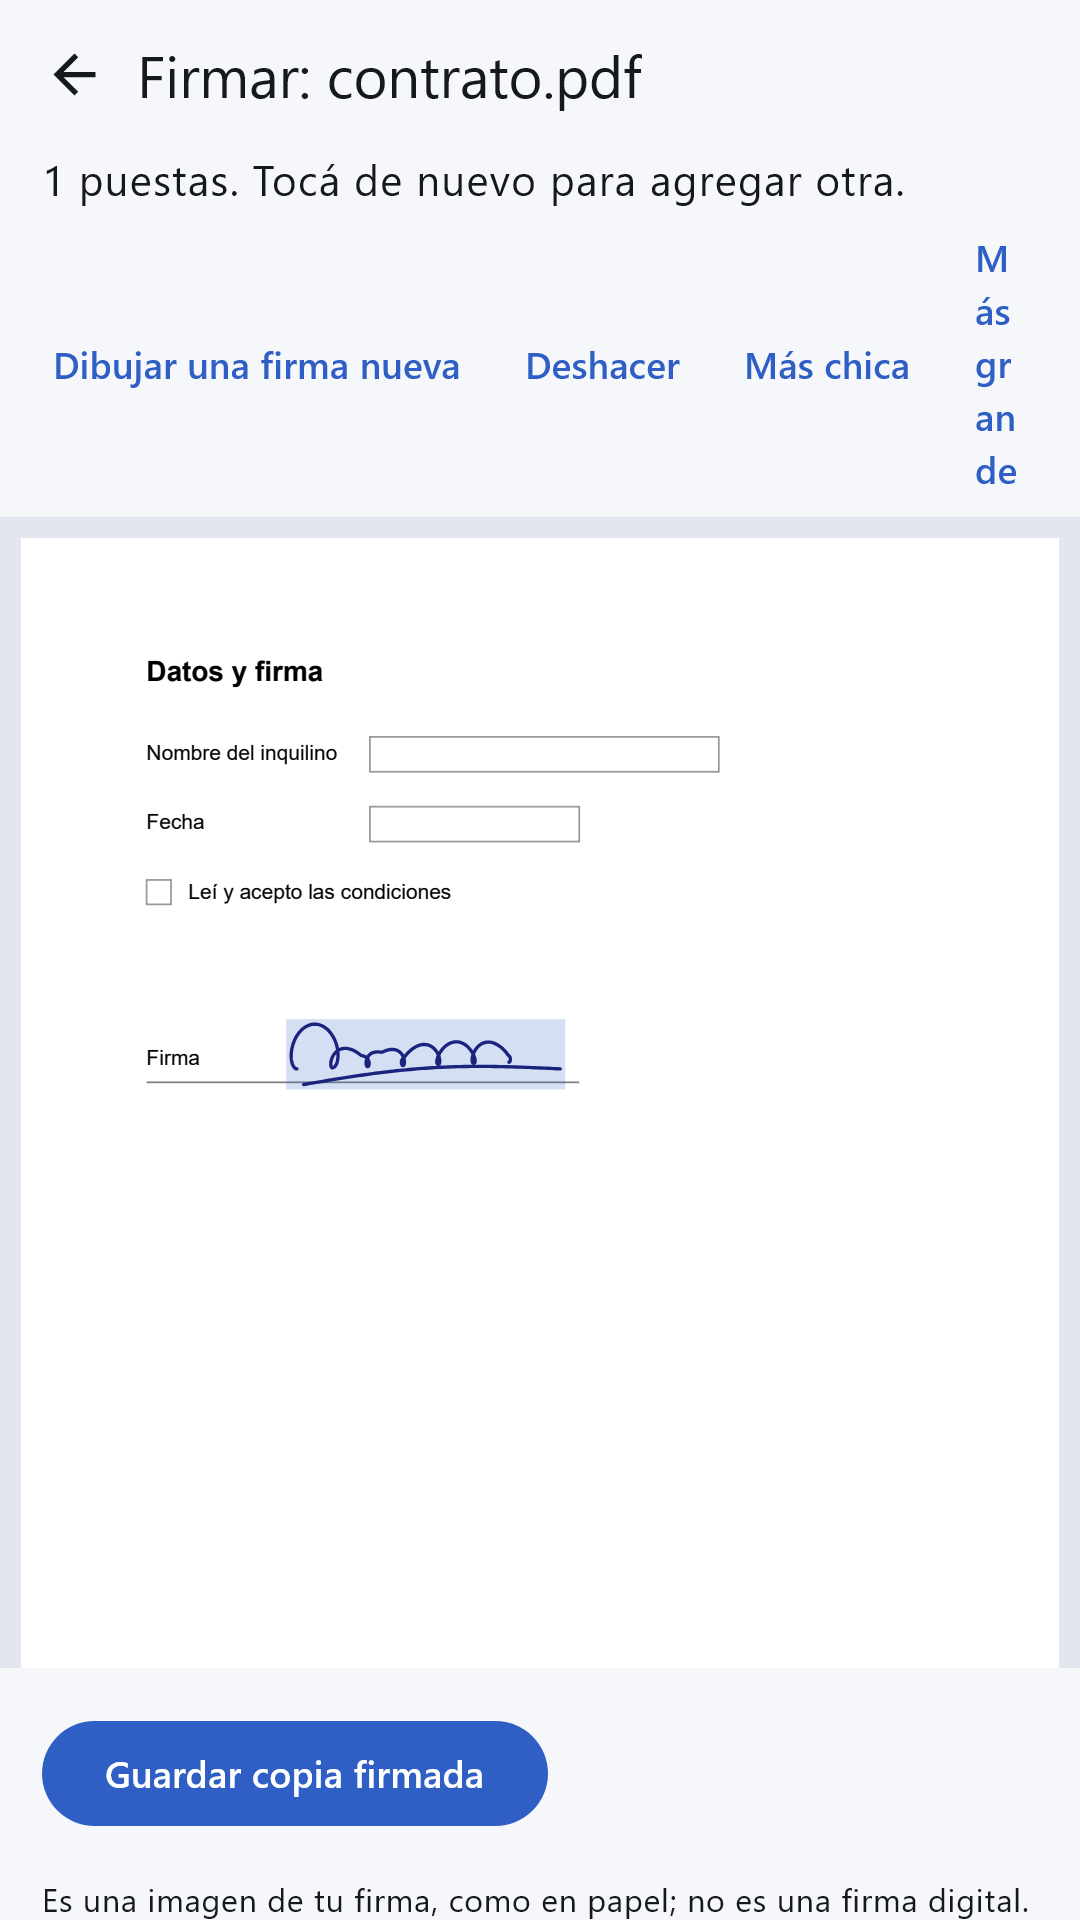 Firmar: contrato.pdf
1 puestas. Tocá de nuevo para agregar otra.
Dibujar una firma nueva
Deshacer
Más chica
M
ás
gr
an
de
Datos y firma
Nombre del inquilino
Fecha
Leí y acepto las condiciones
Firma
Guardar copia firmada
Es una imagen de tu firma, como en papel; no es una firma digital.